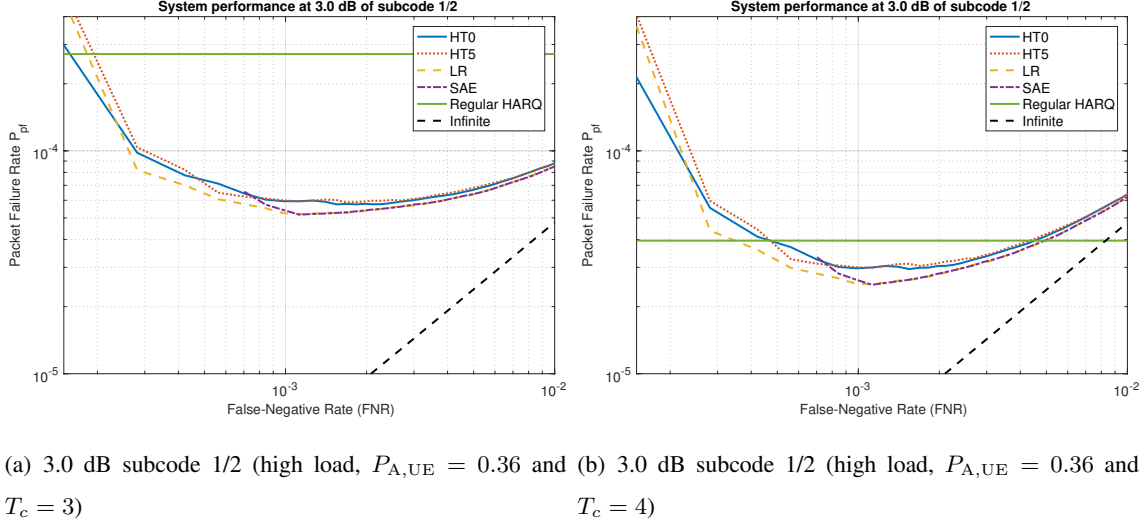 System performance at 3.0 dB of subcode 1/2
HT0
HT5
LR
SAE
Regular HARQ
Infinite
10^-4
10^-5
10^-3
10^-2
Packet Failure Rate P_pf
False-Negative Rate (FNR)
System performance at 3.0 dB of subcode 1/2
HT0
HT5
LR
SAE
Regular HARQ
Infinite
10^-4
10^-5
10^-3
10^-2
Packet Failure Rate P_pf
False-Negative Rate (FNR)
(a) 3.0 dB subcode 1/2 (high load, P_A,UE = 0.36 and
T_c = 3)
(b) 3.0 dB subcode 1/2 (high load, P_A,UE = 0.36 and
T_c = 4)